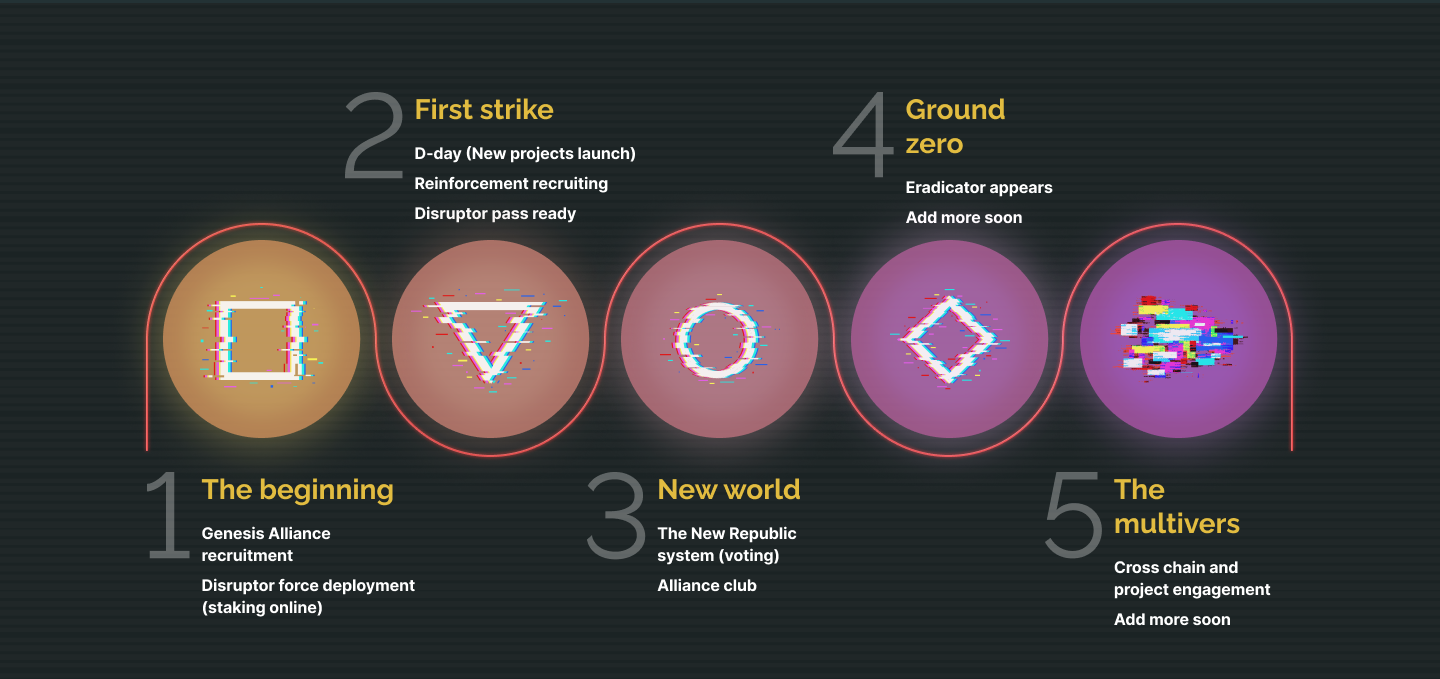 1
The beginning
Genesis Alliance
recruitment
Disruptor force deployment
(staking online)
2
First strike
D-day (New projects launch)
Reinforcement recruiting
Disruptor pass ready
3
New world
The New Republic
system (voting)
Alliance club
4
Ground
zero
Eradicator appears
Add more soon
5
The
multivers
Cross chain and
project engagement
Add more soon